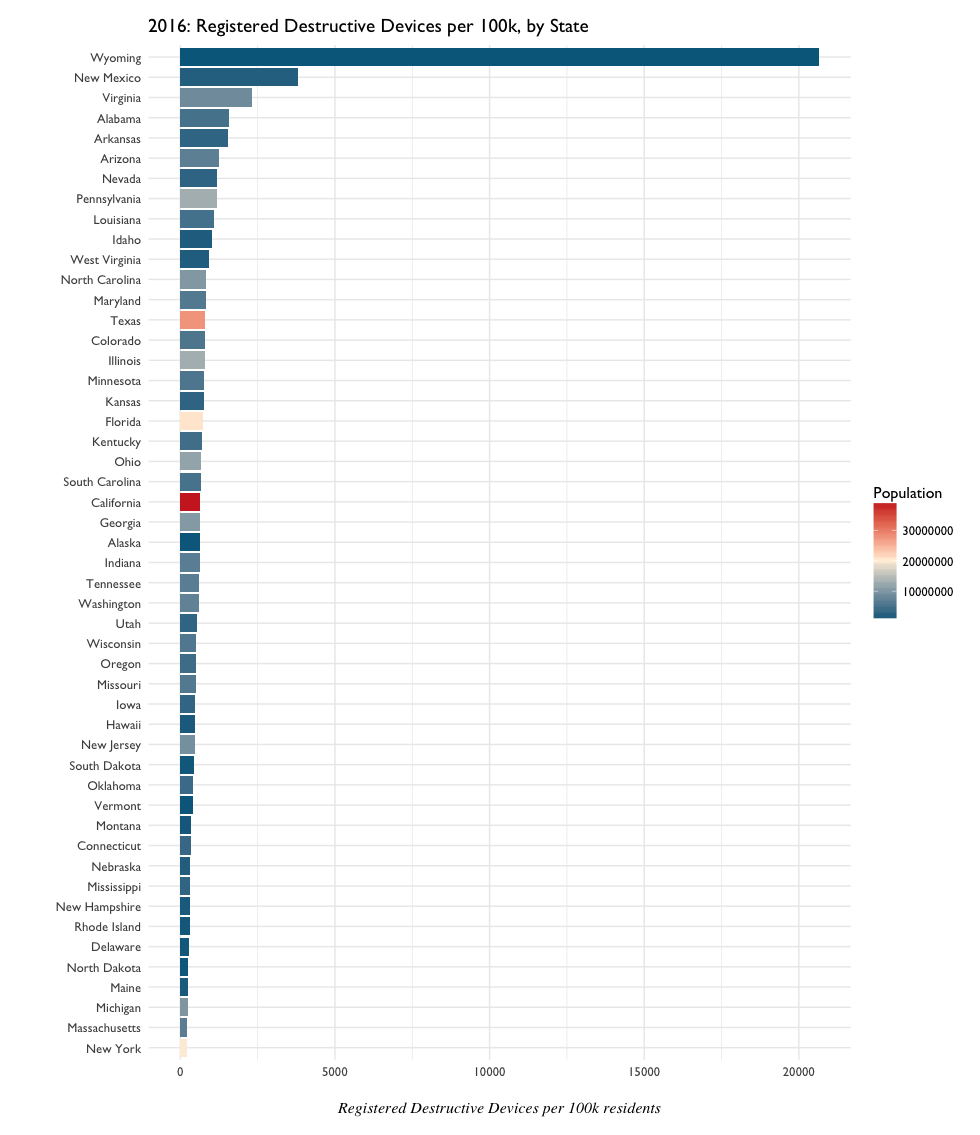 2016: Registered Destructive Devices per 100k, by State
Wyoming
New Mexico
Virginia
Alabama
Arkansas
Arizona
Nevada
Pennsylvania
Louisiana
Idaho
West Virginia
North Carolina
Maryland
Texas
Colorado
Illinois
Minnesota
Kansas
Florida
Kentucky
Ohio
South Carolina
California
Georgia
Alaska
Indiana
Tennessee
Washington
Utah
Wisconsin
Oregon
Missouri
Iowa
Hawaii
New Jersey
South Dakota
Oklahoma
Vermont
Montana
Connecticut
Nebraska
Mississippi
New Hampshire
Rhode Island
Delaware
North Dakota
Maine
Michigan
Massachusetts
New York
0 5000 10000 15000 20000
Registered Destructive Devices per 100k residents
Population
30000000
20000000
10000000